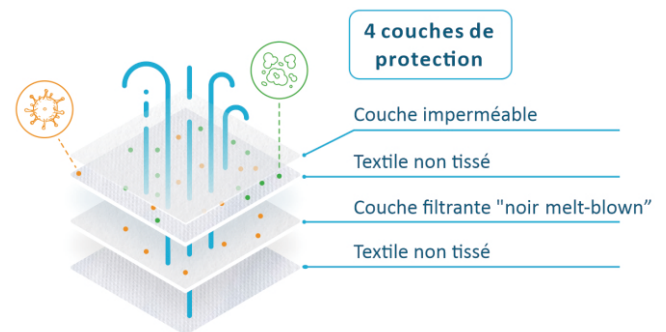 4 couches de
protection
Couche imperméable
Textile non tissé
Couche filtrante "noir melt-blown”
Textile non tissé